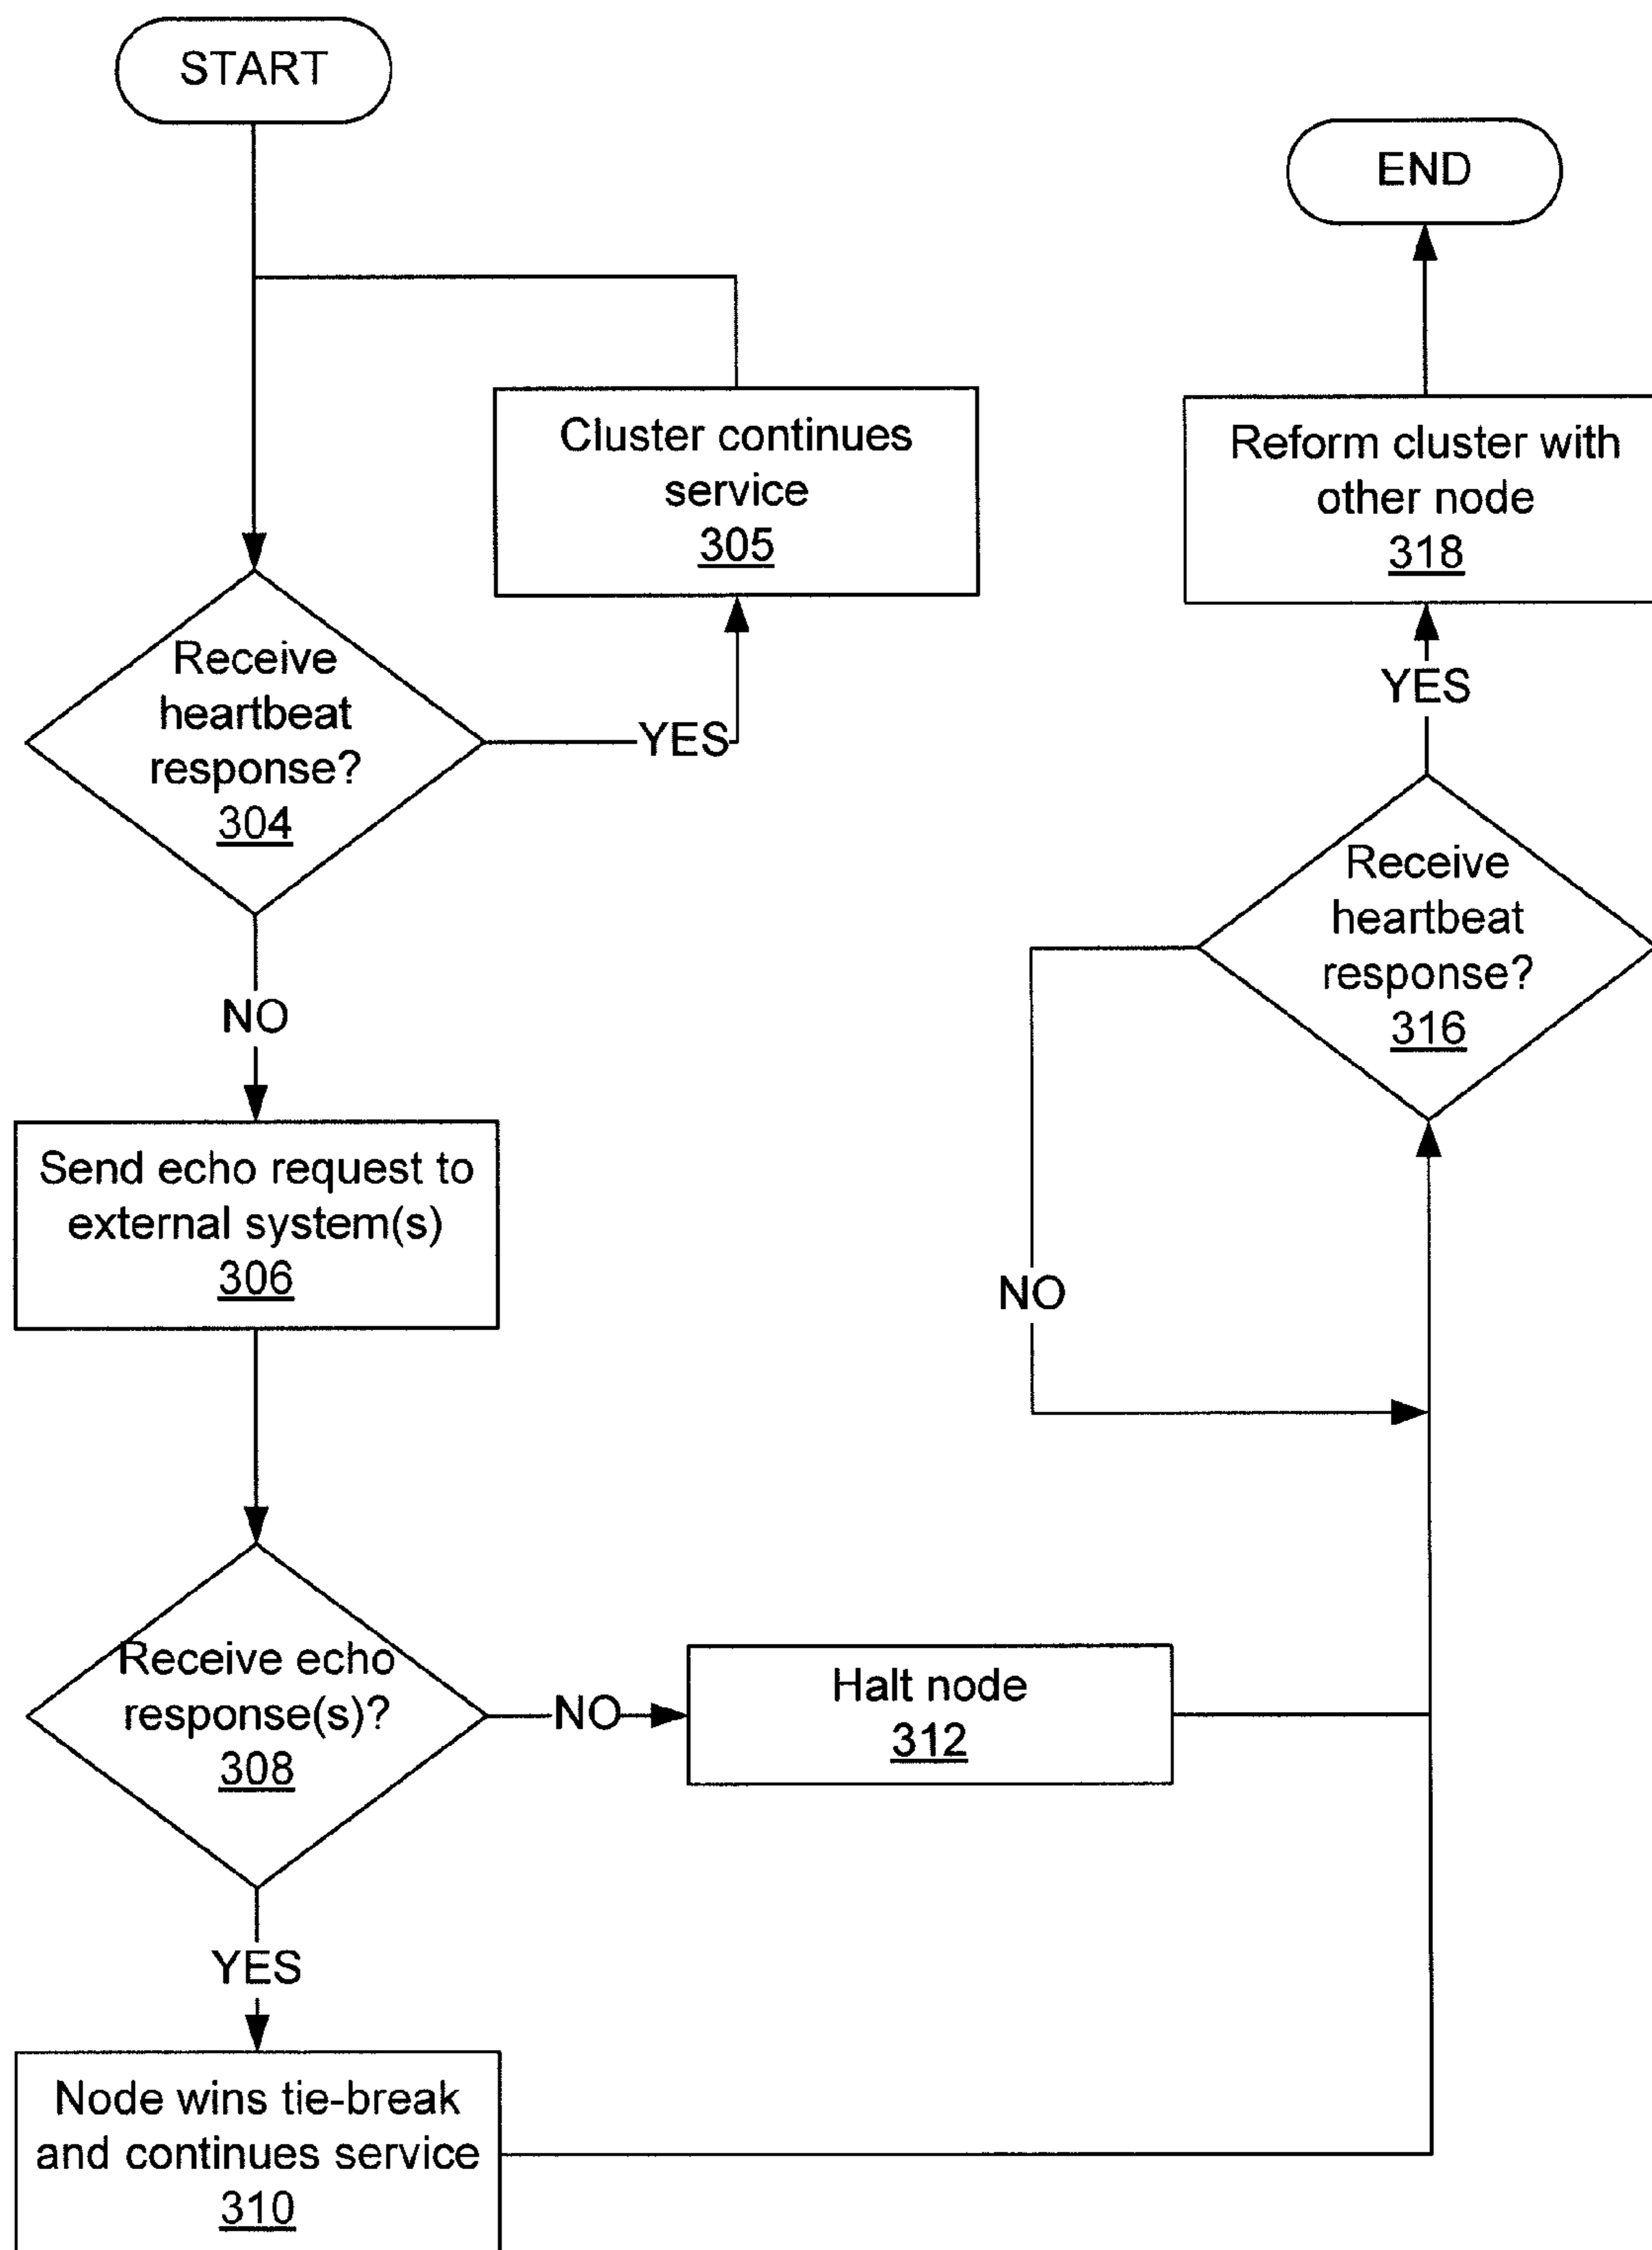 START
Cluster continues
service
305
Receive
heartbeat
response?
304
YES
NO
Send echo request to
external system(s)
306
Receive echo
response(s)?
308
NO
Halt node
312
YES
Node wins tie-break
and continues service
310
END
Reform cluster with
other node
318
YES
Receive
heartbeat
response?
316
NO